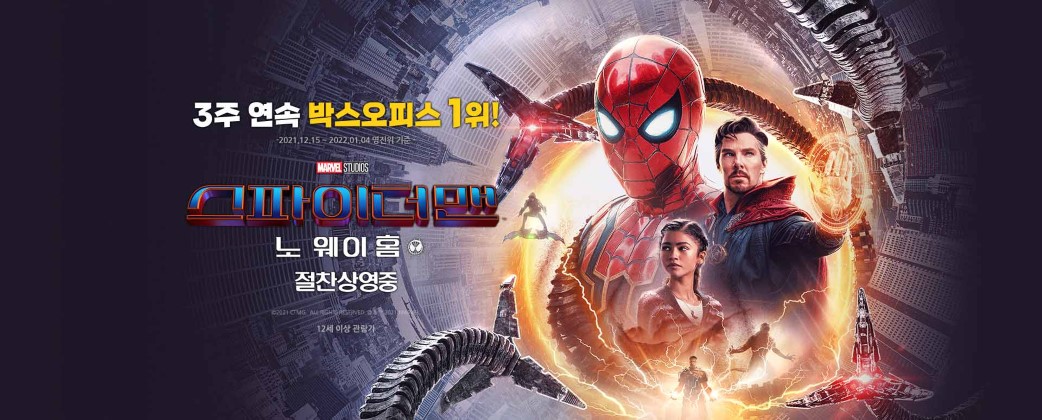 3주 연속 박스오피스 1위!
·2021.12.15 – 2022.01.04 영진위 기준·
MARVEL STUDIOS
스파이더맨
노 웨이 홈
절찬상영중
12세 이상 관람가